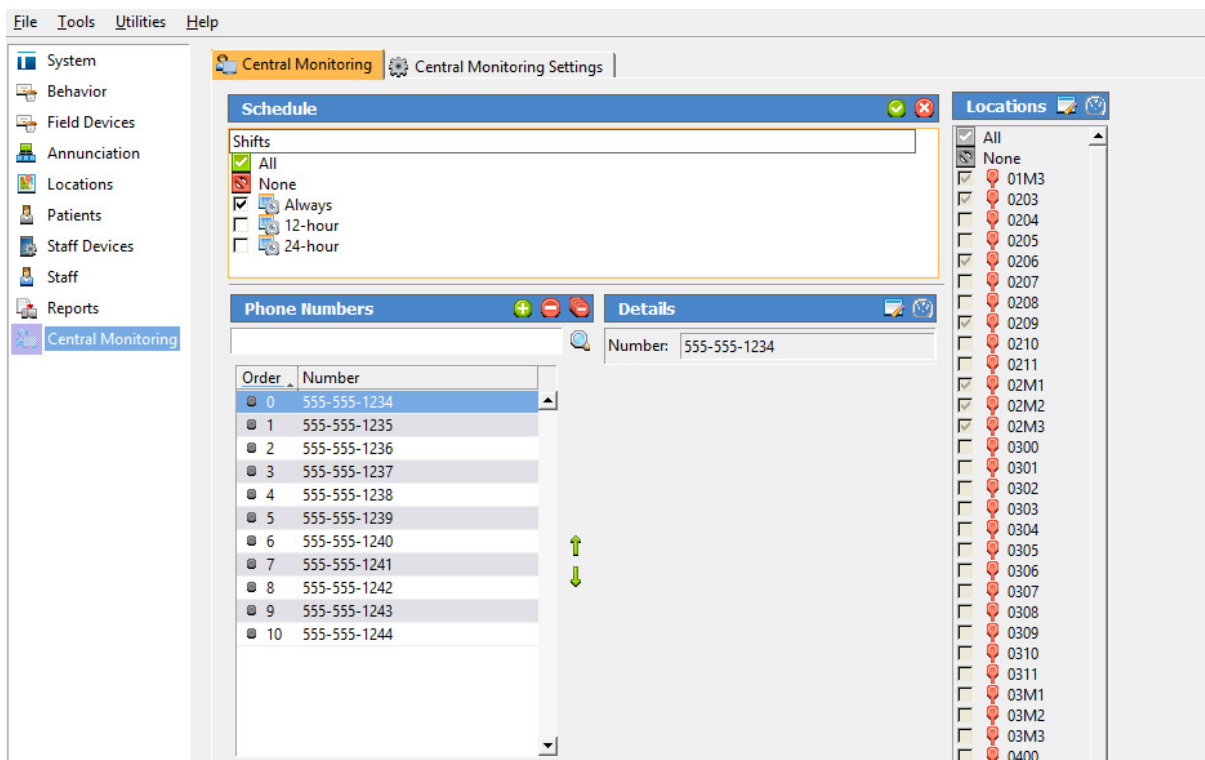 File Tools Utilities Help
System
Behavior
Field Devices
Annunciation
Locations
Patients
Staff Devices
Staff
Reports
Central Monitoring
Central Monitoring Central Monitoring Settings
Schedule
Shifts
All
None
Always
12-hour
24-hour
Phone Numbers
Order Number
0 555-555-1234
1 555-555-1235
2 555-555-1236
3 555-555-1237
4 555-555-1238
5 555-555-1239
6 555-555-1240
7 555-555-1241
8 555-555-1242
9 555-555-1243
10 555-555-1244
Details
Number: 555-555-1234
Locations
All
None
01M3
0203
0204
0205
0206
0207
0208
0209
0210
0211
02M1
02M2
02M3
0300
0301
0302
0303
0304
0305
0306
0307
0308
0309
0310
0311
03M1
03M2
03M3
0400